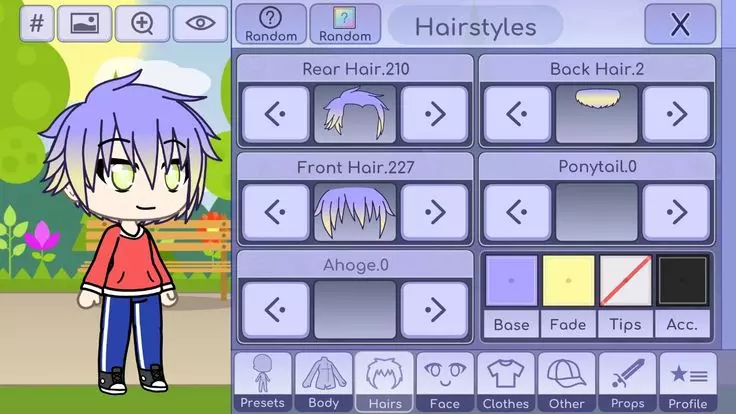 #
Random
Random
Hairstyles
X
Rear Hair.210
Back Hair.2
Front Hair.227
Ponytail.0
Ahoge.0
Base
Fade
Tips
Acc.
Presets
Body
Hairs
Face
Clothes
Other
Props
Profile